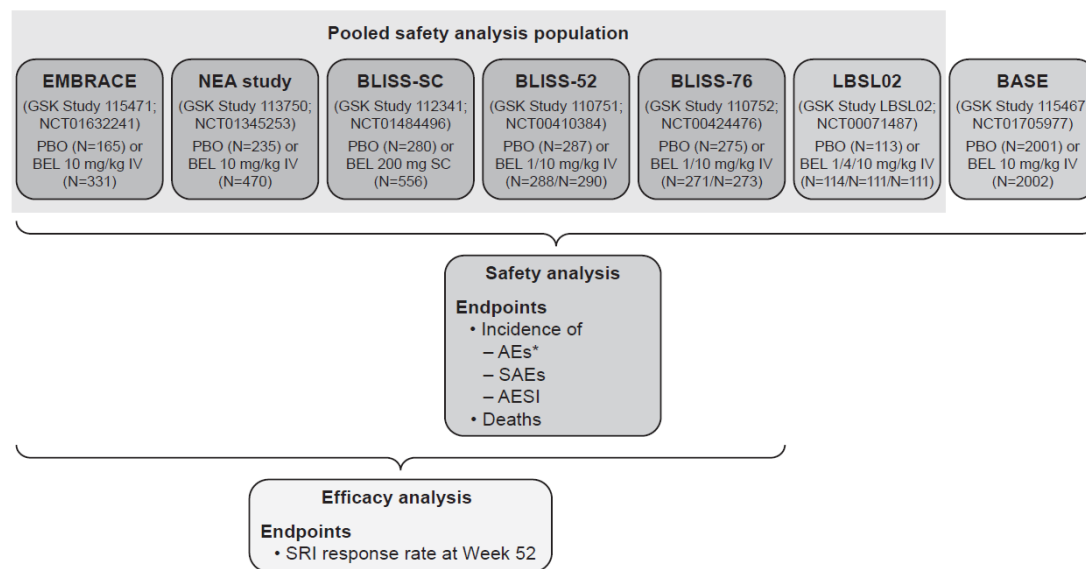 Pooled safety analysis population
EMBRACE
(GSK Study 115471;
NCT01632241)
PBO (N=165) or
BEL 10 mg/kg IV
(N=331)
NEA study
(GSK Study 113750;
NCT01345253)
PBO (N=235) or
BEL 10 mg/kg IV
(N=470)
BLISS-SC
(GSK Study 112341;
NCT01484496)
PBO (N=280) or
BEL 200 mg SC
(N=556)
BLISS-52
(GSK Study 110751;
NCT00410384)
PBO (N=287) or
BEL 1/10 mg/kg IV
(N=288/N=290)
BLISS-76
(GSK Study 110752;
NCT00424476)
PBO (N=275) or
BEL 1/10 mg/kg IV
(N=271/N=273)
LBSL02
(GSK Study LBSL02;
NCT00071487)
PBO (N=113) or
BEL 1/4/10 mg/kg IV
(N=114/N=111/N=111)
BASE
(GSK Study 115467;
NCT01705977)
PBO (N=2001) or
BEL 10 mg/kg IV
(N=2002)
Safety analysis
Endpoints
• Incidence of
– AEs*
– SAEs
– AESI
• Deaths
Efficacy analysis
Endpoints
• SRI response rate at Week 52